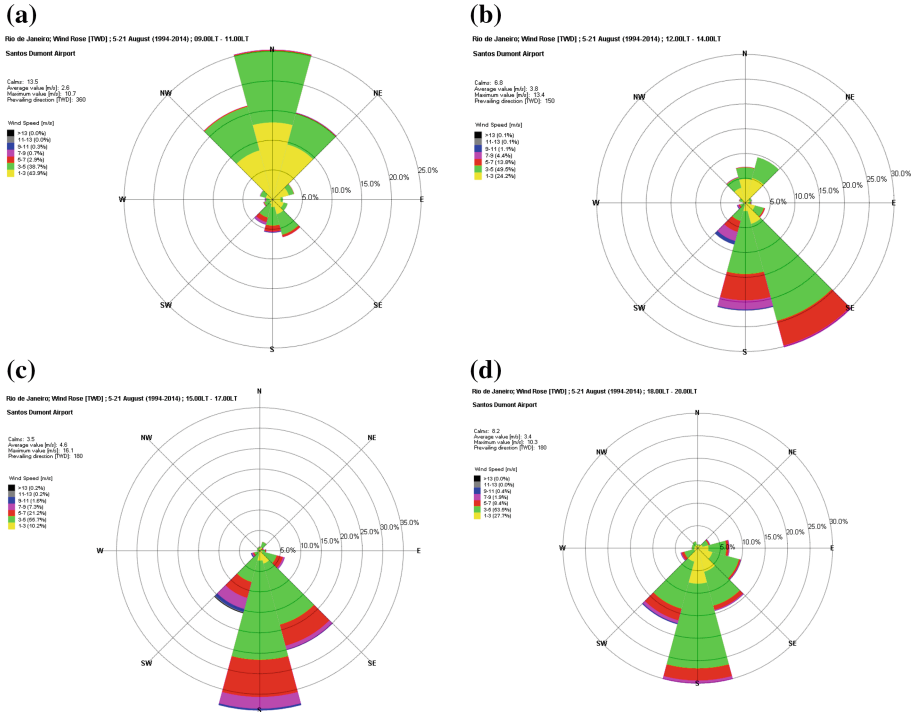 (a)
Rio de Janeiro; Wind Rose [TWD] ; 5-21 August (1994-2014) ; 09.00LT - 11.00LT
Santos Dumont Airport
Calms: 13.5
Average value [m/s]: 2.6
Maximum value [m/s]: 10.7
Prevailing direction [TWD]: 360
Wind Speed [m/s]
>13 (0.0%)
11-13 (0.0%)
9-11 (0.3%)
7-9 (0.7%)
5-7 (2.9%)
3-5 (38.7%)
1-3 (43.9%)
N
NE
E
SE
S
SW
W
NW
5.0%
10.0%
15.0%
20.0%
25.0%
(b)
Rio de Janeiro; Wind Rose [TWD] ; 5-21 August (1994-2014) ; 12.00LT - 14.00LT
Santos Dumont Airport
Calms: 6.8
Average value [m/s]: 3.8
Maximum value [m/s]: 13.4
Prevailing direction [TWD]: 150
Wind Speed [m/s]
>13 (0.1%)
11-13 (0.1%)
9-11 (1.1%)
7-9 (4.4%)
5-7 (13.8%)
3-5 (49.5%)
1-3 (24.2%)
N
NE
E
SE
S
SW
W
NW
5.0%
10.0%
15.0%
20.0%
25.0%
30.0%
(c)
Rio de Janeiro; Wind Rose [TWD] ; 5-21 August (1994-2014) ; 15.00LT - 17.00LT
Santos Dumont Airport
Calms: 3.5
Average value [m/s]: 4.6
Maximum value [m/s]: 15.1
Prevailing direction [TWD]: 180
Wind Speed [m/s]
>13 (0.2%)
11-13 (0.2%)
9-11 (1.6%)
7-9 (7.3%)
5-7 (21.2%)
3-5 (55.7%)
1-3 (10.2%)
N
NE
E
SE
S
SW
W
NW
5.0%
10.0%
15.0%
20.0%
25.0%
30.0%
35.0%
(d)
Rio de Janeiro; Wind Rose [TWD] ; 5-21 August (1994-2014) ; 18.00LT - 20.00LT
Santos Dumont Airport
Calms: 6.2
Average value [m/s]: 3.4
Maximum value [m/s]: 10.3
Prevailing direction [TWD]: 180
Wind Speed [m/s]
>13 (0.0%)
11-13 (0.0%)
9-11 (0.4%)
7-9 (1.9%)
5-7 (8.4%)
1-3 (27.7%)
N
NE
E
SE
S
SW
W
NW
5.0%
10.0%
15.0%
20.0%
25.0%
30.0%